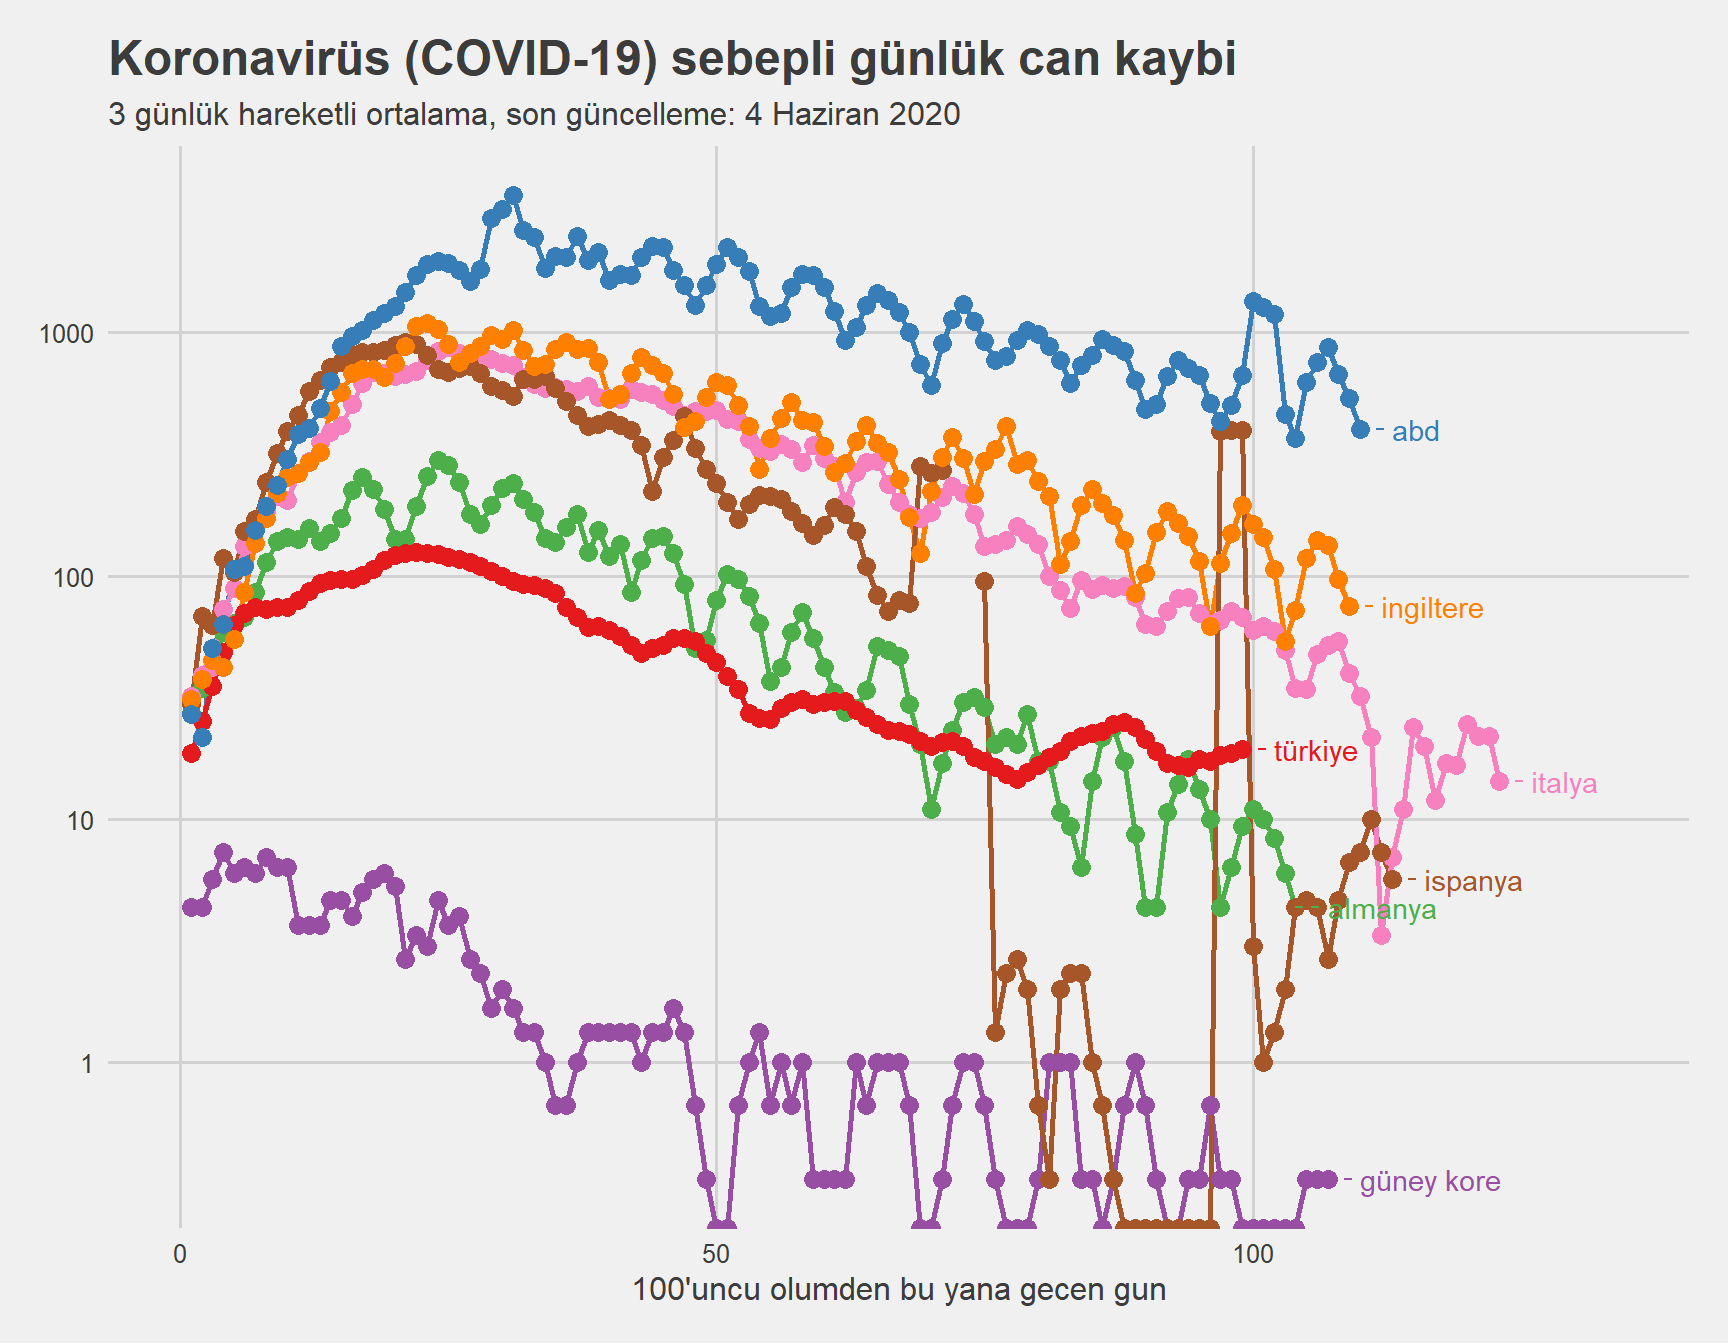 Koronavirüs (COVID-19) sebepli günlük can kaybi
3 günlük hareketli ortalama, son güncelleme: 4 Haziran 2020
1000
100
10
1
abd
ingiltere
türkiye
italya
ispanya
almanya
güney kore
0
50
100
100'uncu olumden bu yana gecen gun